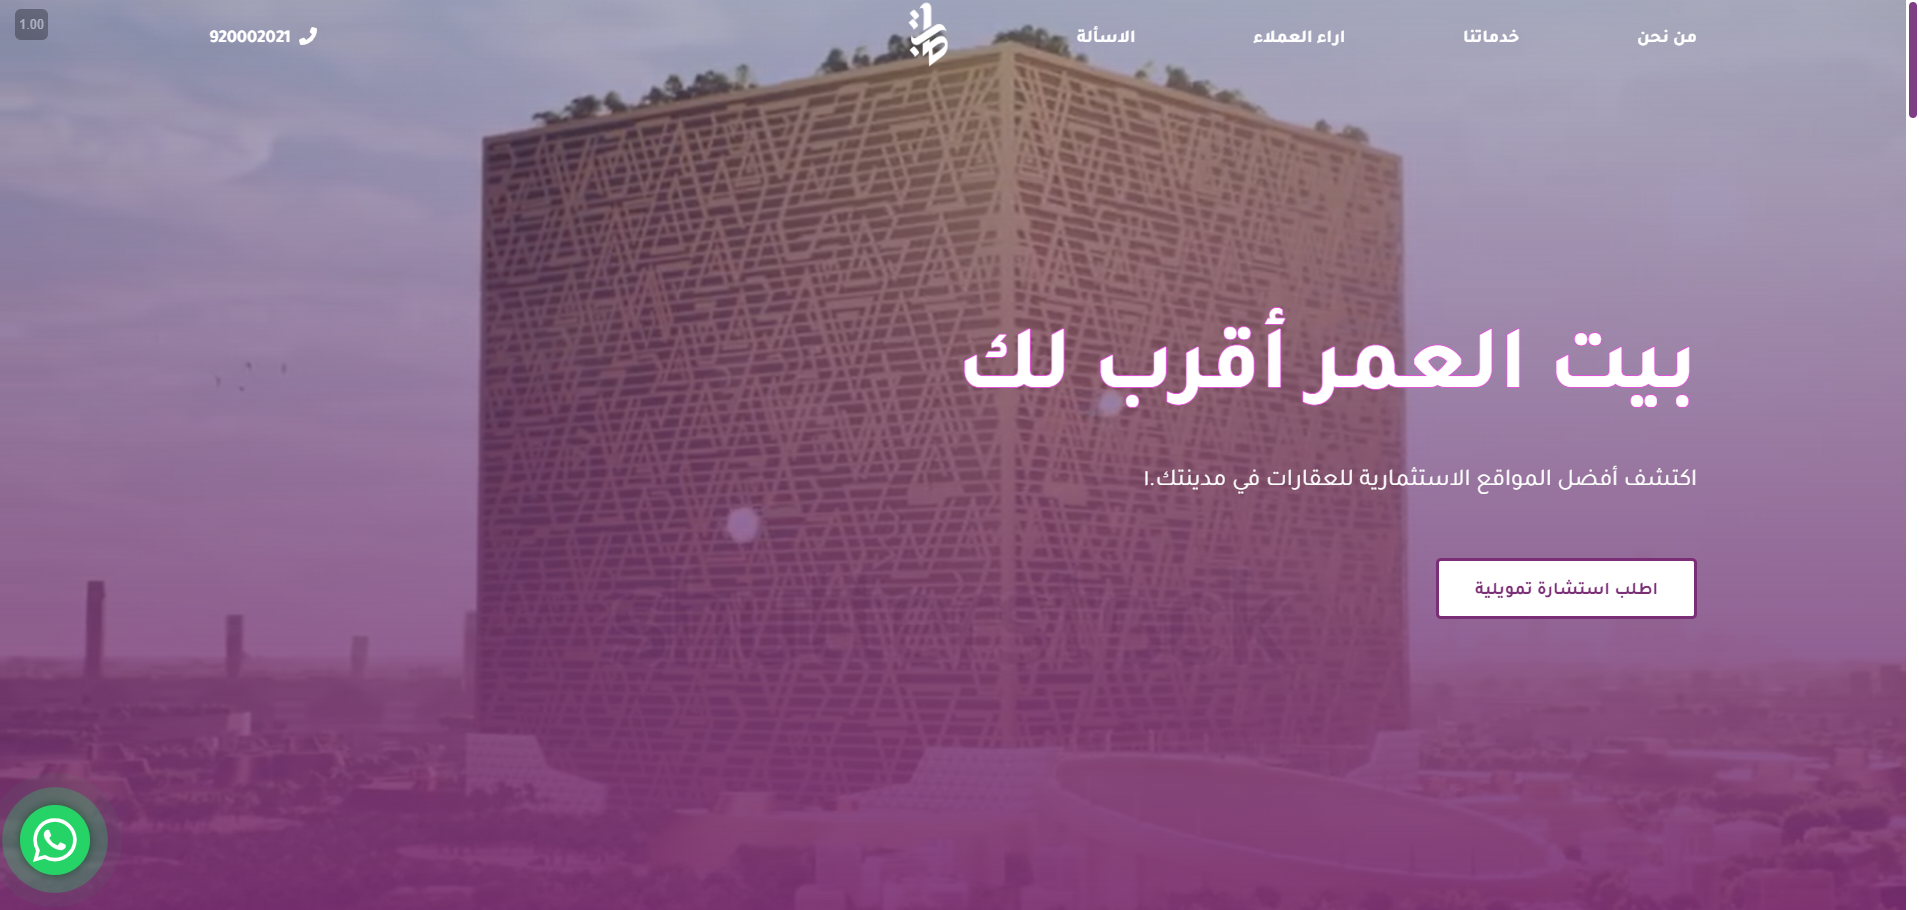 من نحن
خدماتنا
اراء العملاء
الاسألة
920002021
1.00
بيت العمر أقرب لك
اكتشف أفضل المواقع الاستثمارية للعقارات في مدينتك.ا
اطلب استشارة تمويلية